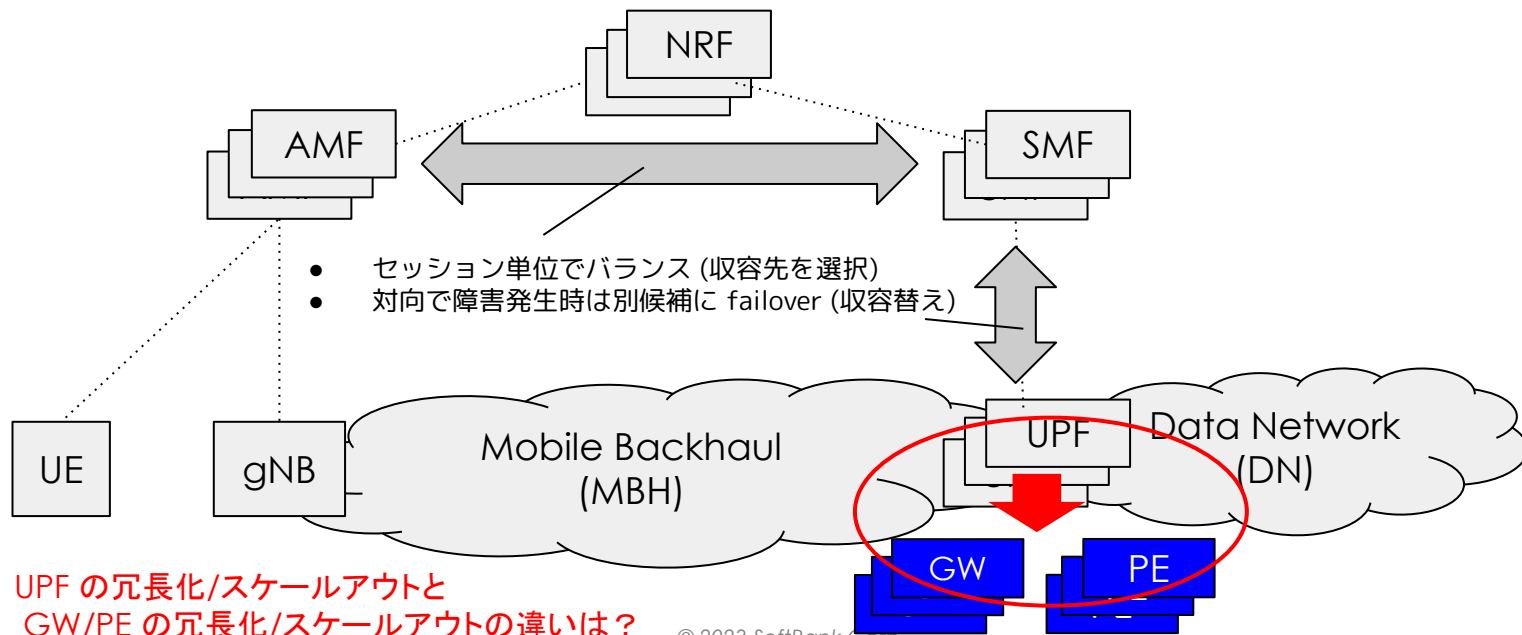 NRF
AMF
SMF
● セッション単位でバランス (収容先を選択)
● 対向で障害発生時は別候補に failover (収容替え)
UE
gNB
Mobile Backhaul
(MBH)
UPF
Data Network
(DN)
GW
PE
UPF の冗長化/スケールアウトと
GW/PE の冗長化/スケールアウトの違いは？
© 2023 SoftBank